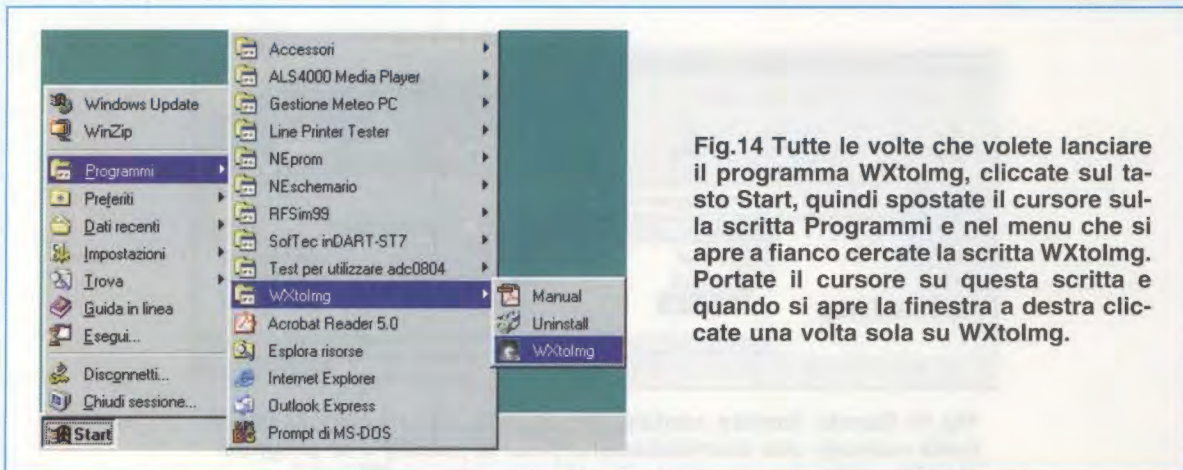 Windows Update
WinZip
Programmi
Preferiti
Dati recenti
Impostazioni
Trova
Guida in linea
Esegui...
Disconnetti...
Chiudi sessione...
Start
Accessori
ALS4000 Media Player
Gestione Meteo PC
Line Printer Tester
NEprom
NEschemario
RFSim99
SofTec inDART-ST7
Test per utilizzare adc0804
WXtoImg
Acrobat Reader 5.0
Esplora risorse
Internet Explorer
Outlook Express
Prompt di MS-DOS
Manual
Uninstall
WXtoImg
Fig.14 Tutte le volte che volete lanciare
il programma WXtoImg, cliccate sul ta-
sto Start, quindi spostate il cursore sul-
la scritta Programmi e nel menu che si
apre a fianco cercate la scritta WXtoImg.
Portate il cursore su questa scritta e
quando si apre la finestra a destra clic-
cate una volta sola su WXtoImg.